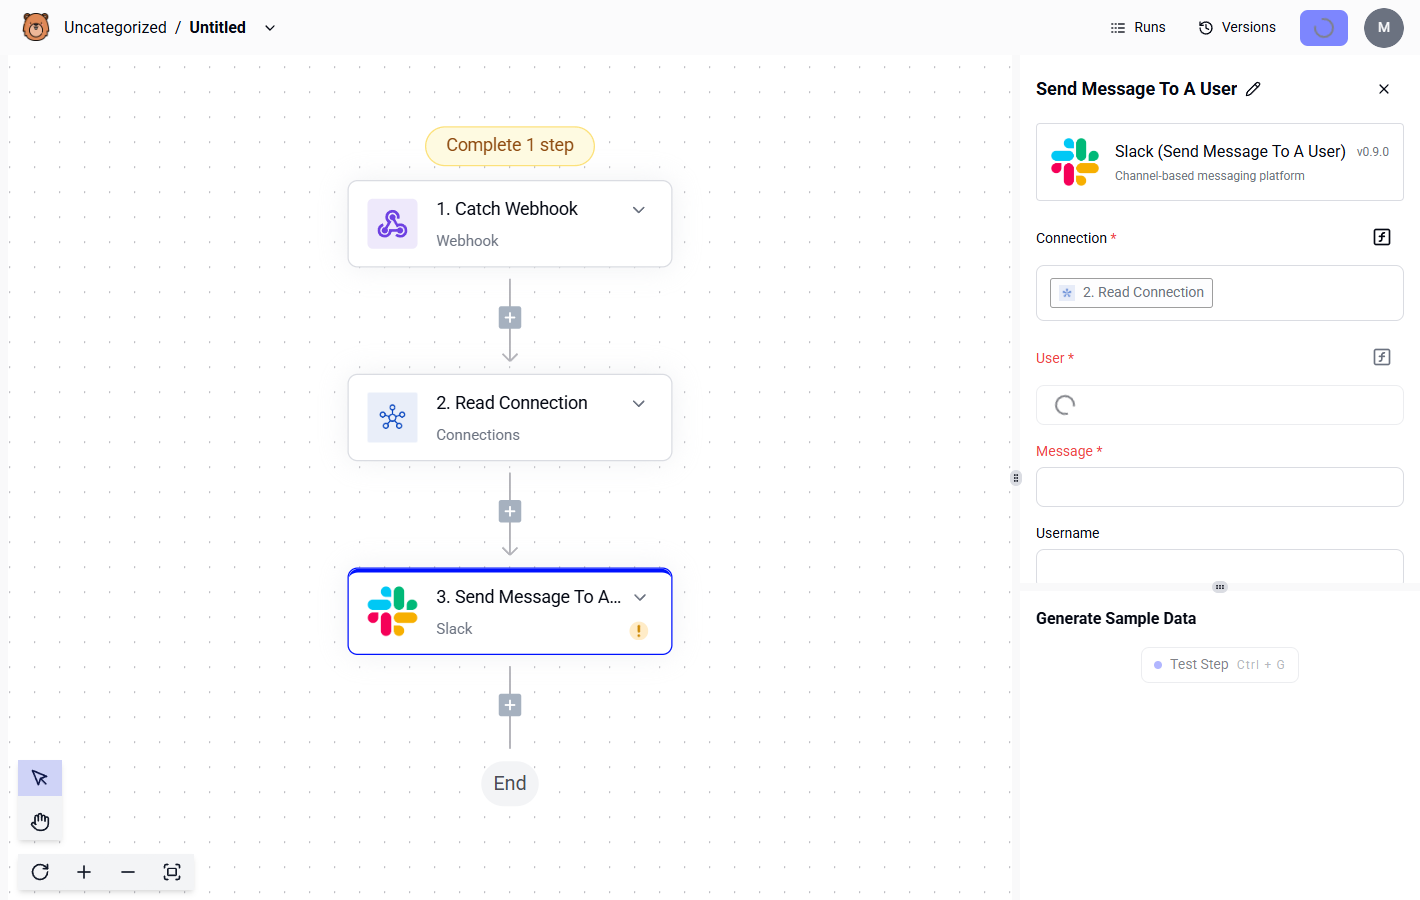 Uncategorized / Untitled
Runs
Versions
M
Complete 1 step
1. Catch Webhook
Webhook
2. Read Connection
Connections
3. Send Message To A...
Slack
End
Send Message To A User
Slack (Send Message To A User) v0.9.0
Channel-based messaging platform
Connection *
2. Read Connection
User *
Message *
Username
Generate Sample Data
Test Step Ctrl + G